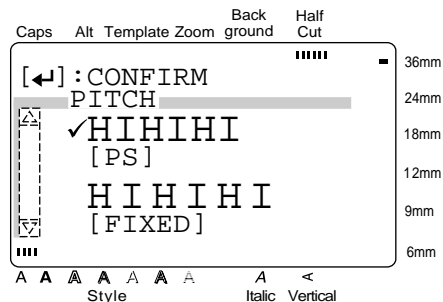 Back Half
Caps Alt Template Zoom ground Cut
36mm
[↵]:CONFIRM
PITCH
24mm
✓HIHIHI
18mm
[PS]
12mm
HIHIHI
9mm
[FIXED]
6mm
A A A A A A A A A
Style Italic Vertical